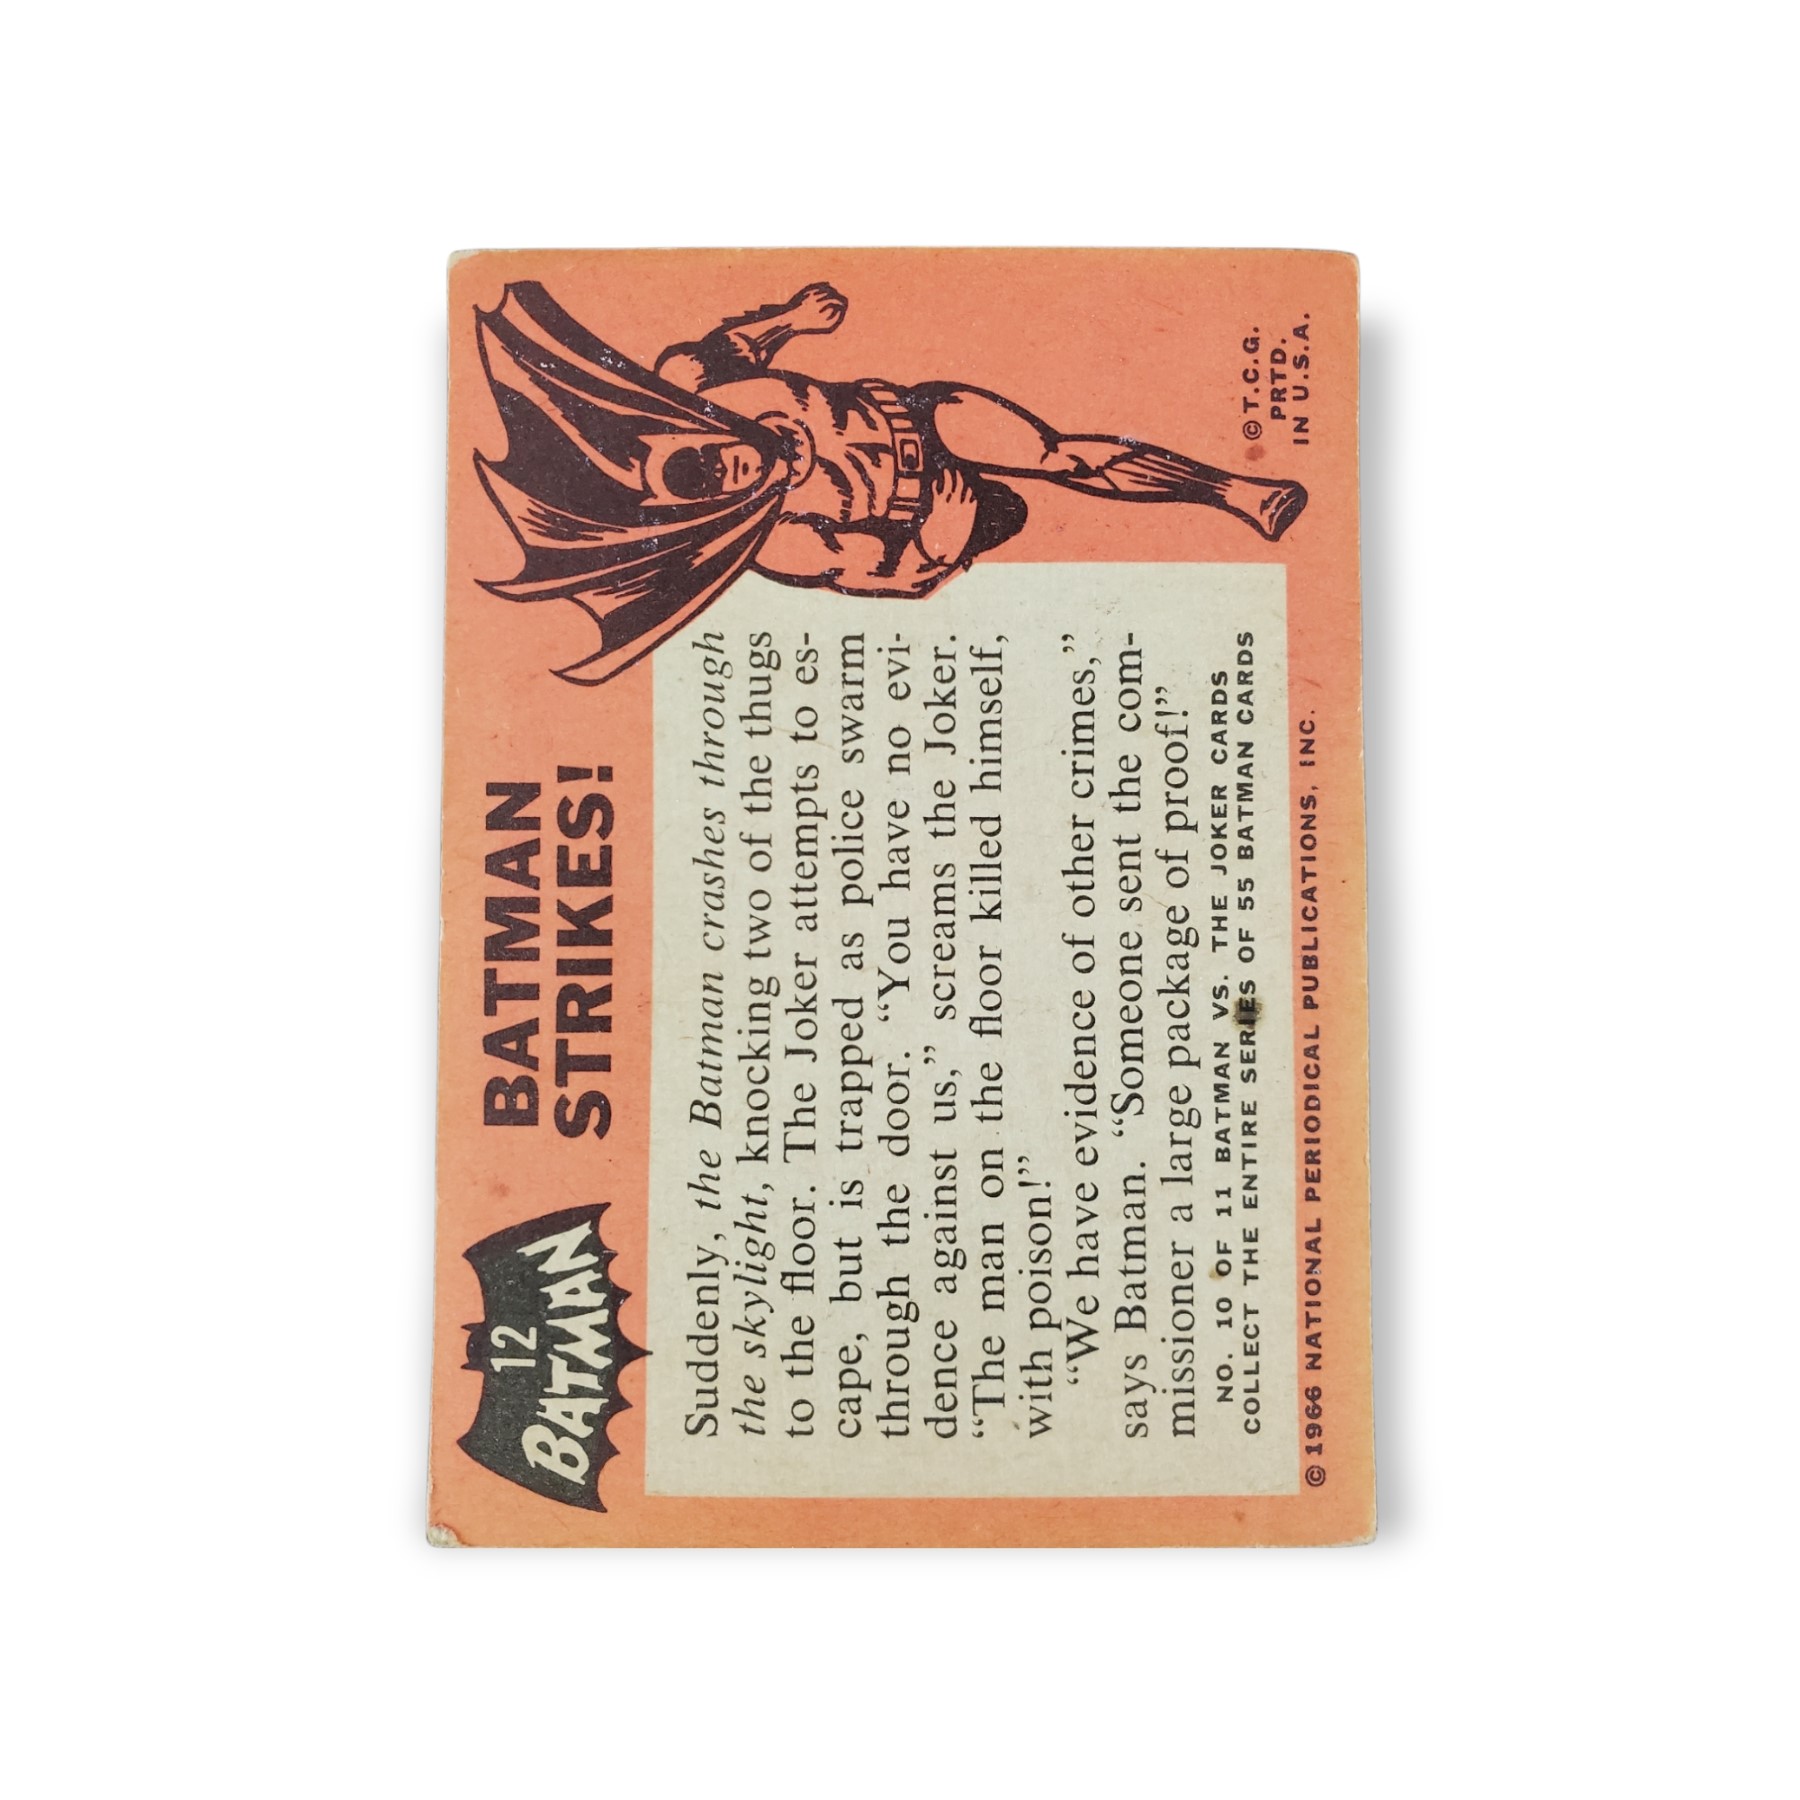 12
BATMAN
BATMAN
STRIKES!
Suddenly, the Batman crashes through
the skylight, knocking two of the thugs
to the floor. The Joker attempts to es-
cape, but is trapped as police swarm
through the door. “You have no evi-
dence against us,” screams the Joker.
“The man on the floor killed himself,
with poison!”
“We have evidence of other crimes,”
says Batman. “Someone sent the com-
missioner a large package of proof!”
NO. 10 OF 11 BATMAN VS. THE JOKER CARDS
COLLECT THE ENTIRE SERIES OF 55 BATMAN CARDS
© 1966 NATIONAL PERIODICAL PUBLICATIONS, INC.
© T.C.G.
PRTD.
IN U.S.A.